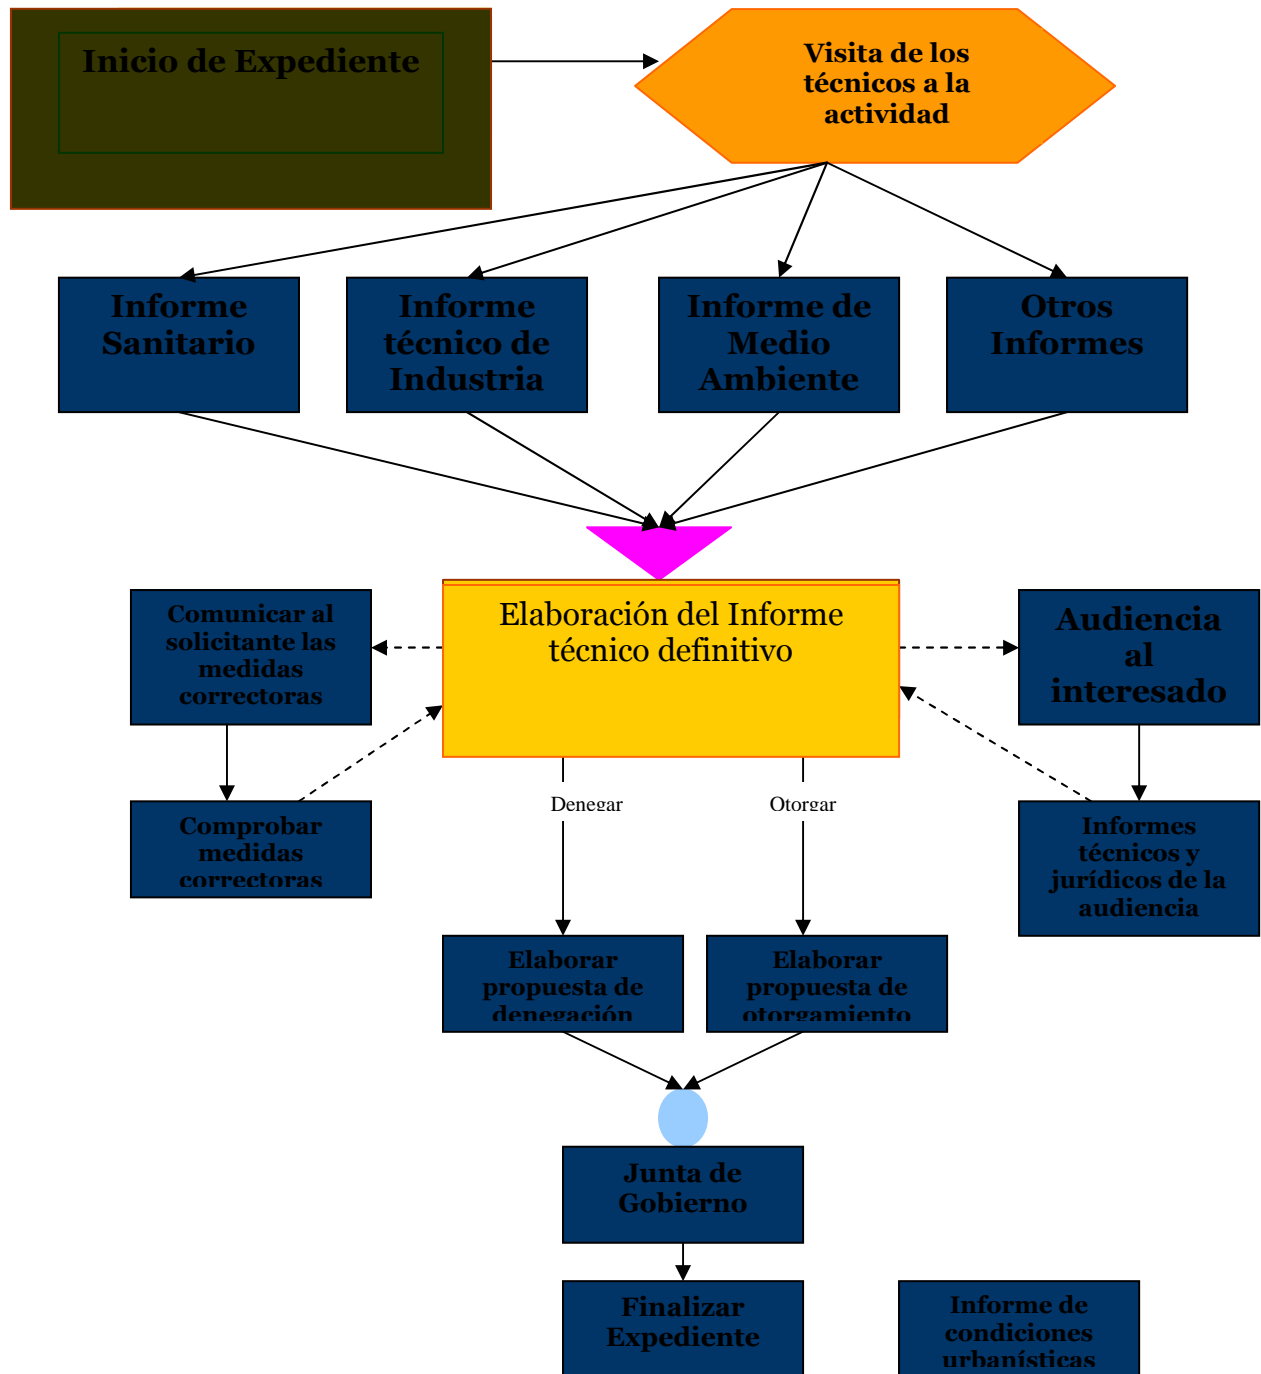 Inicio de Expediente
Visita de los
técnicos a la
actividad
Informe
Sanitario
Informe
técnico de
Industria
Informe de
Medio
Ambiente
Otros
Informes
Comunicar al
solicitante las
medidas
correctoras
Elaboración del Informe
técnico definitivo
Audiencia
al
interesado
Denegar
Otorgar
Comprobar
medidas
correctoras
Informes
técnicos y
jurídicos de la
audiencia
Elaborar
propuesta de
denegación
Elaborar
propuesta de
otorgamiento
Junta de
Gobierno
Finalizar
Expediente
Informe de
condiciones
urbanísticas